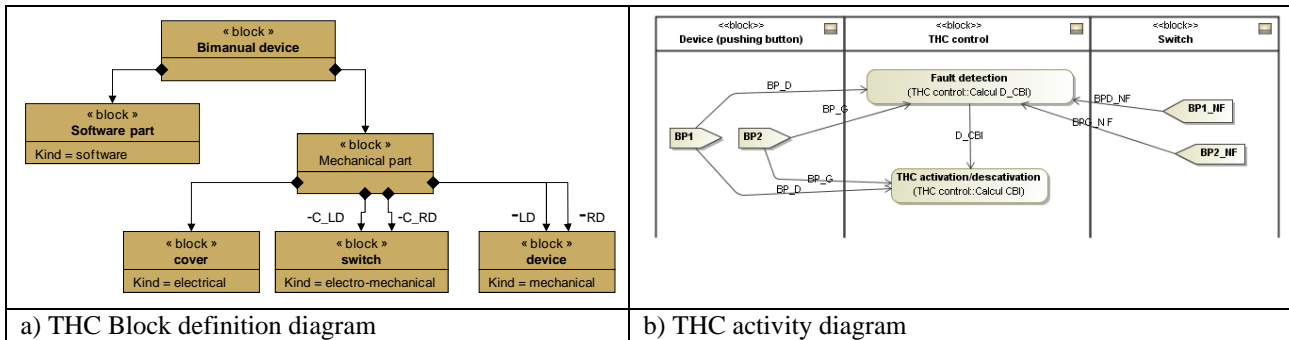 « block »
Bimanual device
« block »
Software part
Kind = software
« block »
Mechanical part
-C_LD
-C_RD
-LD
-RD
« block »
cover
Kind = electrical
« block »
switch
Kind = electro-mechanical
« block »
device
Kind = mechanical
a) THC Block definition diagram
<<block>>
Device (pushing button)
<<block>>
THC control
<<block>>
Switch
BP_D
Fault detection
(THC control::Calcul D_CBI)
BP_G
BPD_NF
BP1_NF
BPG_NF
BP1
BP2
D_CBI
BP2_NF
BP_G
BP_D
THC activation/descativation
(THC control::Calcul CBI)
b) THC activity diagram